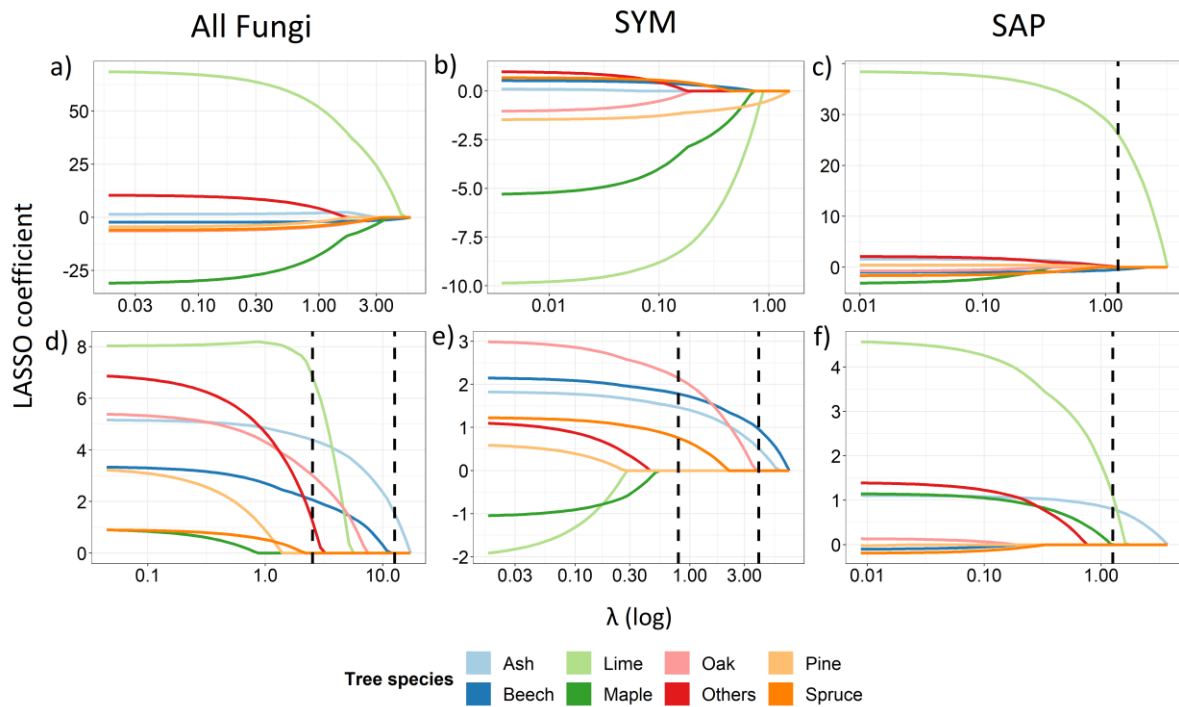 All Fungi SYM SAP
a) b) c)
50
25
0
-25
0.03 0.10 0.30 1.00 3.00
0.0
-2.5
-5.0
-7.5
-10.0
0.01 0.10 1.00
40
30
20
10
0
0.01 0.10 1.00
LASSO coefficient
d) e) f)
8
6
4
2
0
0.1 1.0 10.0
3
2
1
0
-1
-2
0.03 0.10 0.30 1.00 3.00
4
3
2
1
0
0.01 0.10 1.00
λ (log)
Tree species
Ash Lime Oak Pine
Beech Maple Others Spruce